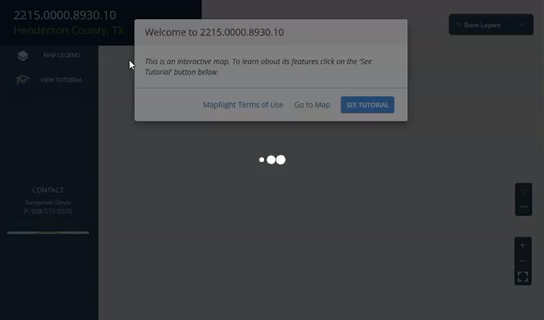 2215.0000.8930.10
Henderson County, TX
MAP LEGEND
VIEW TUTORIAL
Base Layers
Welcome to 2215.0000.8930.10
This is an interactive map. To learn about its features click on the 'See
Tutorial' button below.
MapRight Terms of Use
Go to Map
SEE TUTORIAL
CONTACT